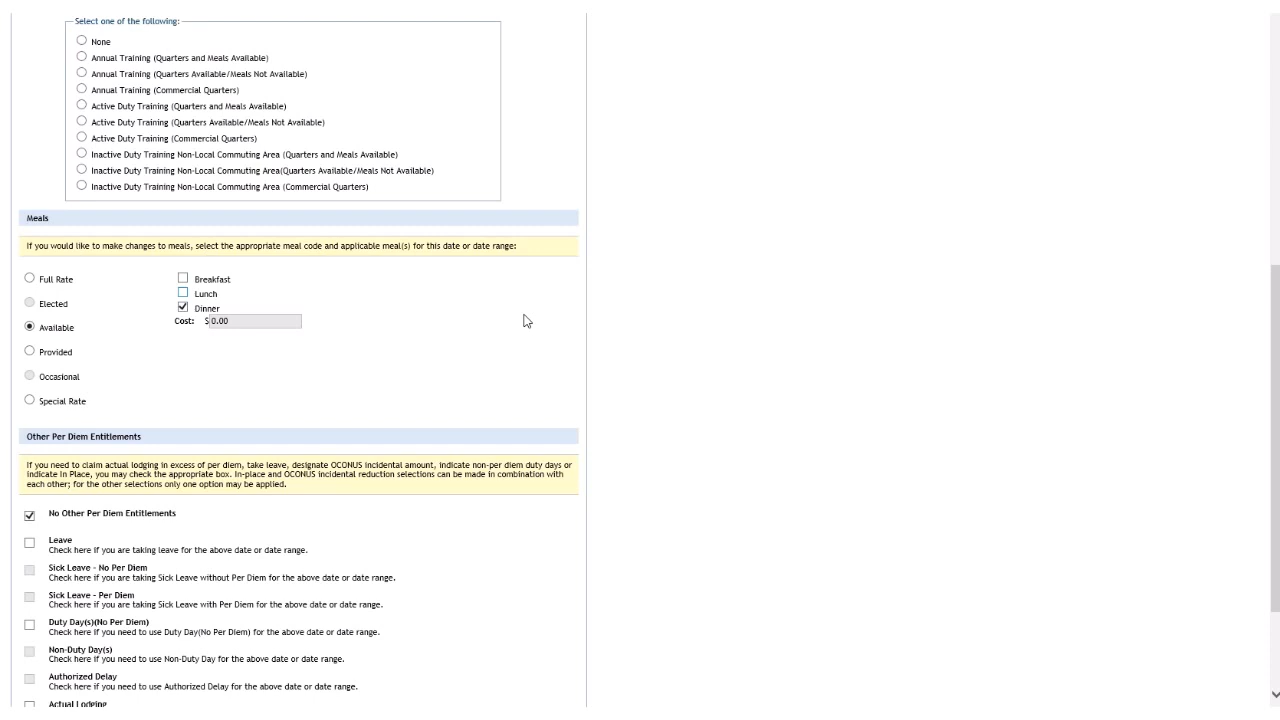 Select one of the following:
None
Annual Training (Quarters and Meals Available)
Annual Training (Quarters Available/Meals Not Available)
Annual Training (Commercial Quarters)
Active Duty Training (Quarters and Meals Available)
Active Duty Training (Quarters Available/Meals Not Available)
Active Duty Training (Commercial Quarters)
Inactive Duty Training Non-Local Commuting Area (Quarters and Meals Available)
Inactive Duty Training Non-Local Commuting Area(Quarters Available/Meals Not Available)
Inactive Duty Training Non-Local Commuting Area (Commercial Quarters)
Meals
If you would like to make changes to meals, select the appropriate meal code and applicable meal(s) for this date or date range:
Full Rate
Elected
Available
Provided
Occasional
Special Rate
Breakfast
Lunch
Dinner
Cost: $ 0.00
Other Per Diem Entitlements
If you need to claim actual lodging in excess of per diem, take leave, designate OCONUS incidental amount, indicate non-per diem duty days or
indicate In Place, you may check the appropriate box. In-place and OCONUS incidental reduction selections can be made in combination with
each other; for the other selections only one option may be applied.
No Other Per Diem Entitlements
Leave
Check here if you are taking leave for the above date or date range.
Sick Leave - No Per Diem
Check here if you are taking Sick Leave without Per Diem for the above date or date range.
Sick Leave - Per Diem
Check here if you are taking Sick Leave with Per Diem for the above date or date range.
Duty Day(s)(No Per Diem)
Check here if you need to use Duty Day(No Per Diem) for the above date or date range.
Non-Duty Day(s)
Check here if you need to use Non-Duty Day for the above date or date range.
Authorized Delay
Check here if you need to use Authorized Delay for the above date or date range.
Actual Lodging